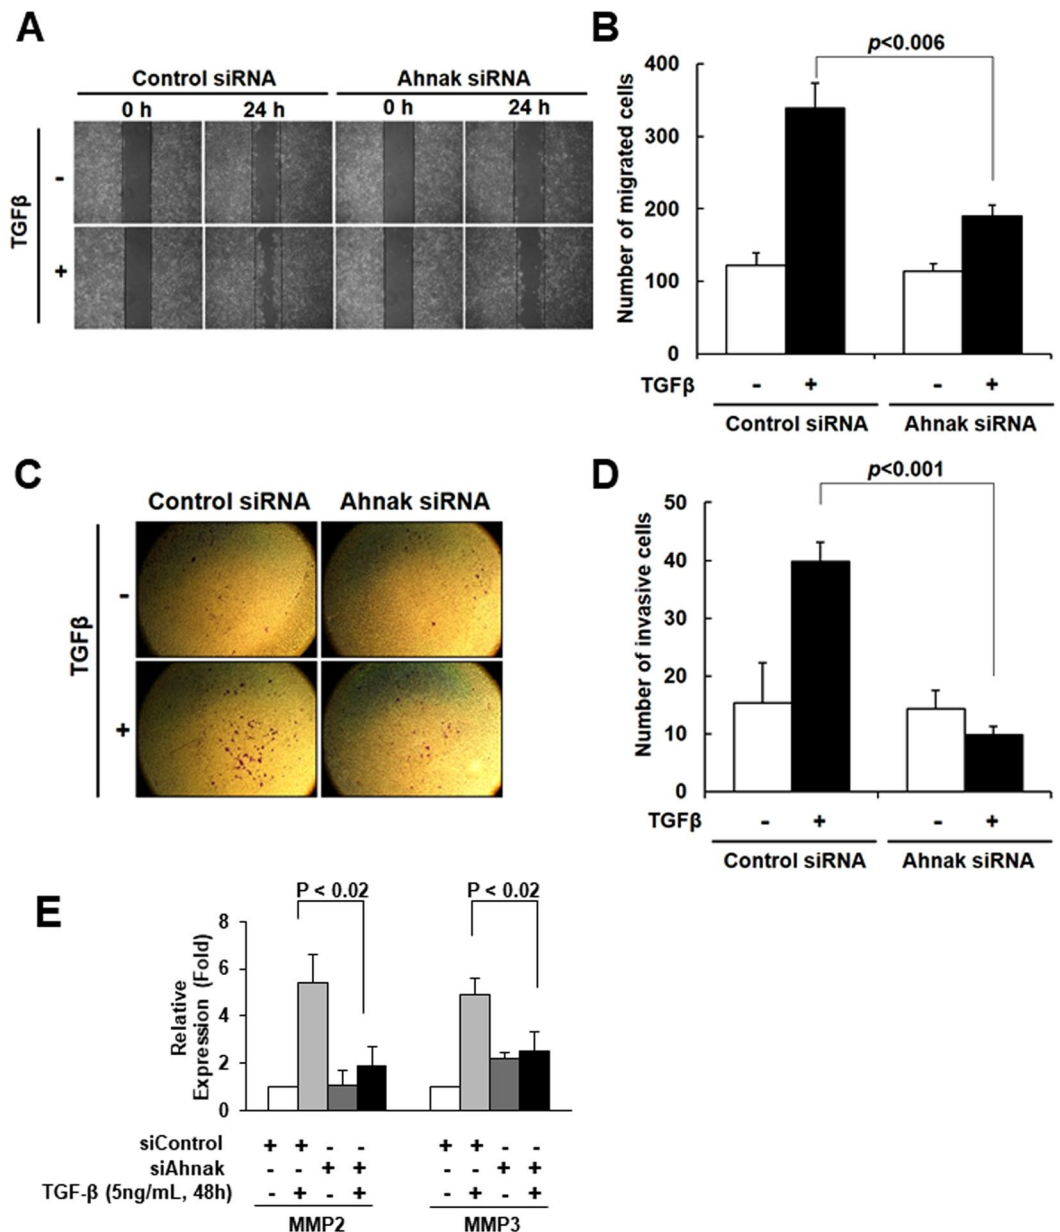 A
Control siRNA Ahnak siRNA
0 h 24 h 0 h 24 h
TGFβ
-
+
B
p<0.006
Number of migrated cells
400
300
200
100
0
TGFβ - + - +
Control siRNA Ahnak siRNA
C
Control siRNA Ahnak siRNA
TGFβ
-
+
D
p<0.001
Number of invasive cells
50
40
30
20
10
0
TGFβ - + - +
Control siRNA Ahnak siRNA
E
P < 0.02 P < 0.02
Relative
Expression (Fold)
8
6
4
2
0
siControl + + - - + + - -
siAhnak - - + + - - + +
TGF-β (5ng/mL, 48h) - + - + - + - +
MMP2 MMP3